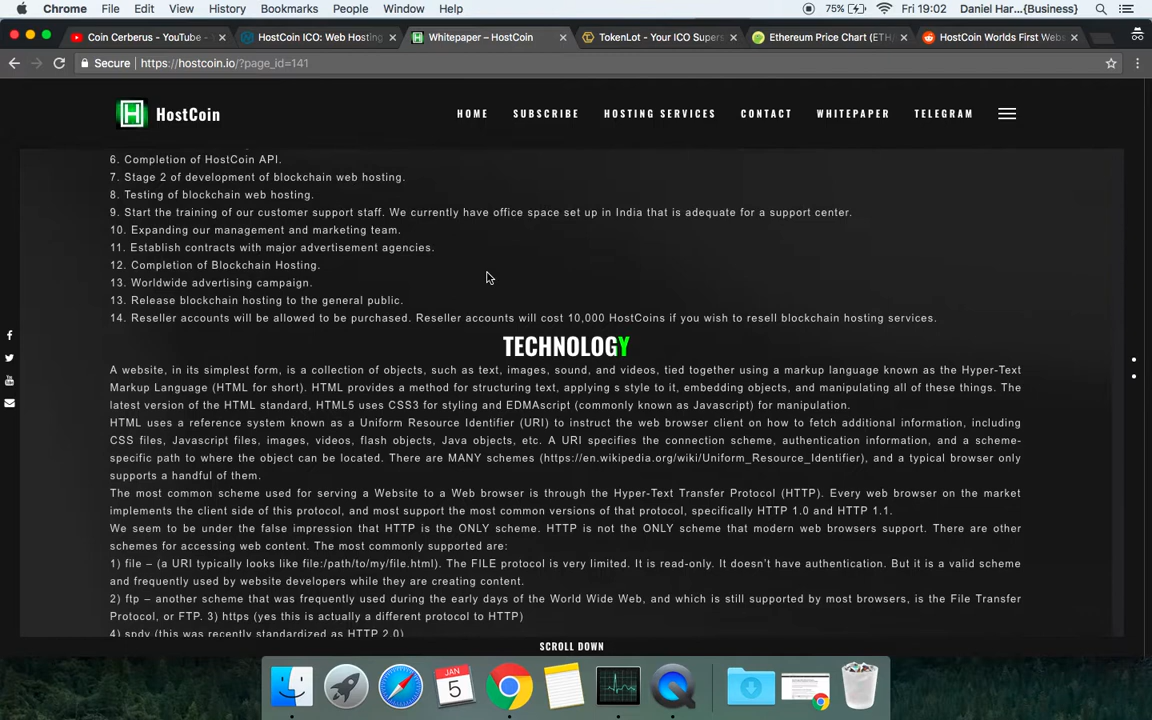 Chrome File Edit View History Bookmarks People Window Help 75% Fri 19:02 Daniel Har...{Business}
Coin Cerberus - YouTube - HostCoin ICO: Web Hosting Whitepaper – HostCoin TokenLot - Your ICO Supers Ethereum Price Chart (ETH/ HostCoin Worlds First Webs
Secure https://hostcoin.io/?page_id=141
H HostCoin HOME SUBSCRIBE HOSTING SERVICES CONTACT WHITEPAPER TELEGRAM
6. Completion of HostCoin API.
7. Stage 2 of development of blockchain web hosting.
8. Testing of blockchain web hosting.
9. Start the training of our customer support staff. We currently have office space set up in India that is adequate for a support center.
10. Expanding our management and marketing team.
11. Establish contracts with major advertisement agencies.
12. Completion of Blockchain Hosting.
13. Worldwide advertising campaign.
13. Release blockchain hosting to the general public.
14. Reseller accounts will be allowed to be purchased. Reseller accounts will cost 10,000 HostCoins if you wish to resell blockchain hosting services.
TECHNOLOGY
A website, in its simplest form, is a collection of objects, such as text, images, sound, and videos, tied together using a markup language known as the Hyper-Text
Markup Language (HTML for short). HTML provides a method for structuring text, applying s style to it, embedding objects, and manipulating all of these things. The
latest version of the HTML standard, HTML5 uses CSS3 for styling and EDMAscript (commonly known as Javascript) for manipulation.
HTML uses a reference system known as a Uniform Resource Identifier (URI) to instruct the web browser client on how to fetch additional information, including
CSS files, Javascript files, images, videos, flash objects, Java objects, etc. A URI specifies the connection scheme, authentication information, and a scheme-
specific path to where the object can be located. There are MANY schemes (https://en.wikipedia.org/wiki/Uniform_Resource_Identifier), and a typical browser only
supports a handful of them.
The most common scheme used for serving a Website to a Web browser is through the Hyper-Text Transfer Protocol (HTTP). Every web browser on the market
implements the client side of this protocol, and most support the most common versions of that protocol, specifically HTTP 1.0 and HTTP 1.1.
We seem to be under the false impression that HTTP is the ONLY scheme. HTTP is not the ONLY scheme that modern web browsers support. There are other
schemes for accessing web content. The most commonly supported are:
1) file – (a URI typically looks like file:/path/to/my/file.html). The FILE protocol is very limited. It is read-only. It doesn't have authentication. But it is a valid scheme
and frequently used by website developers while they are creating content.
2) ftp – another scheme that was frequently used during the early days of the World Wide Web, and which is still supported by most browsers, is the File Transfer
Protocol, or FTP. 3) https (yes this is actually a different protocol to HTTP)
4) spdy (this was recently standardized as HTTP 2.0)
SCROLL DOWN
JAN
5